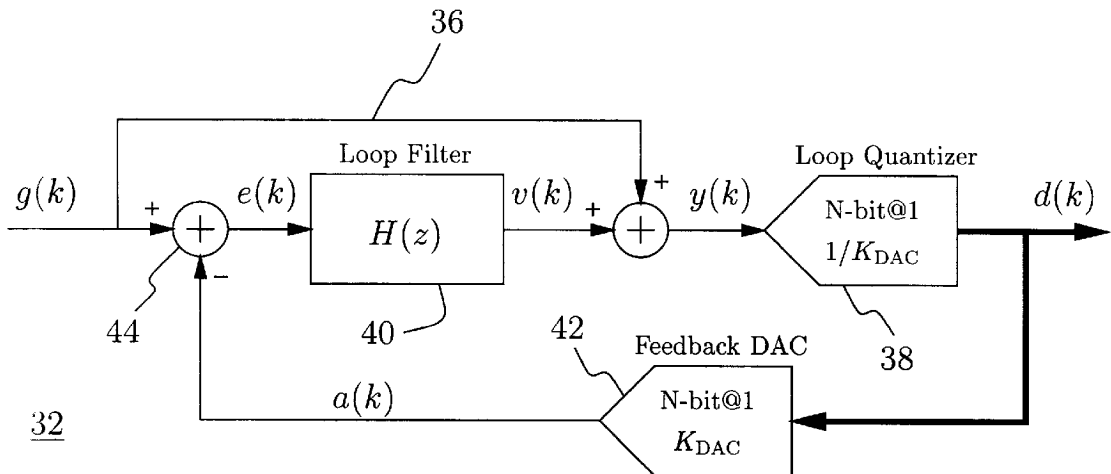 36
Loop Filter
Loop Quantizer
g(k)
+
e(k)
H(z)
v(k)
+
+
y(k)
N-bit@1
1/K_DAC
d(k)
+
+
−
44
40
42
38
Feedback DAC
N-bit@1
K_DAC
a(k)
32